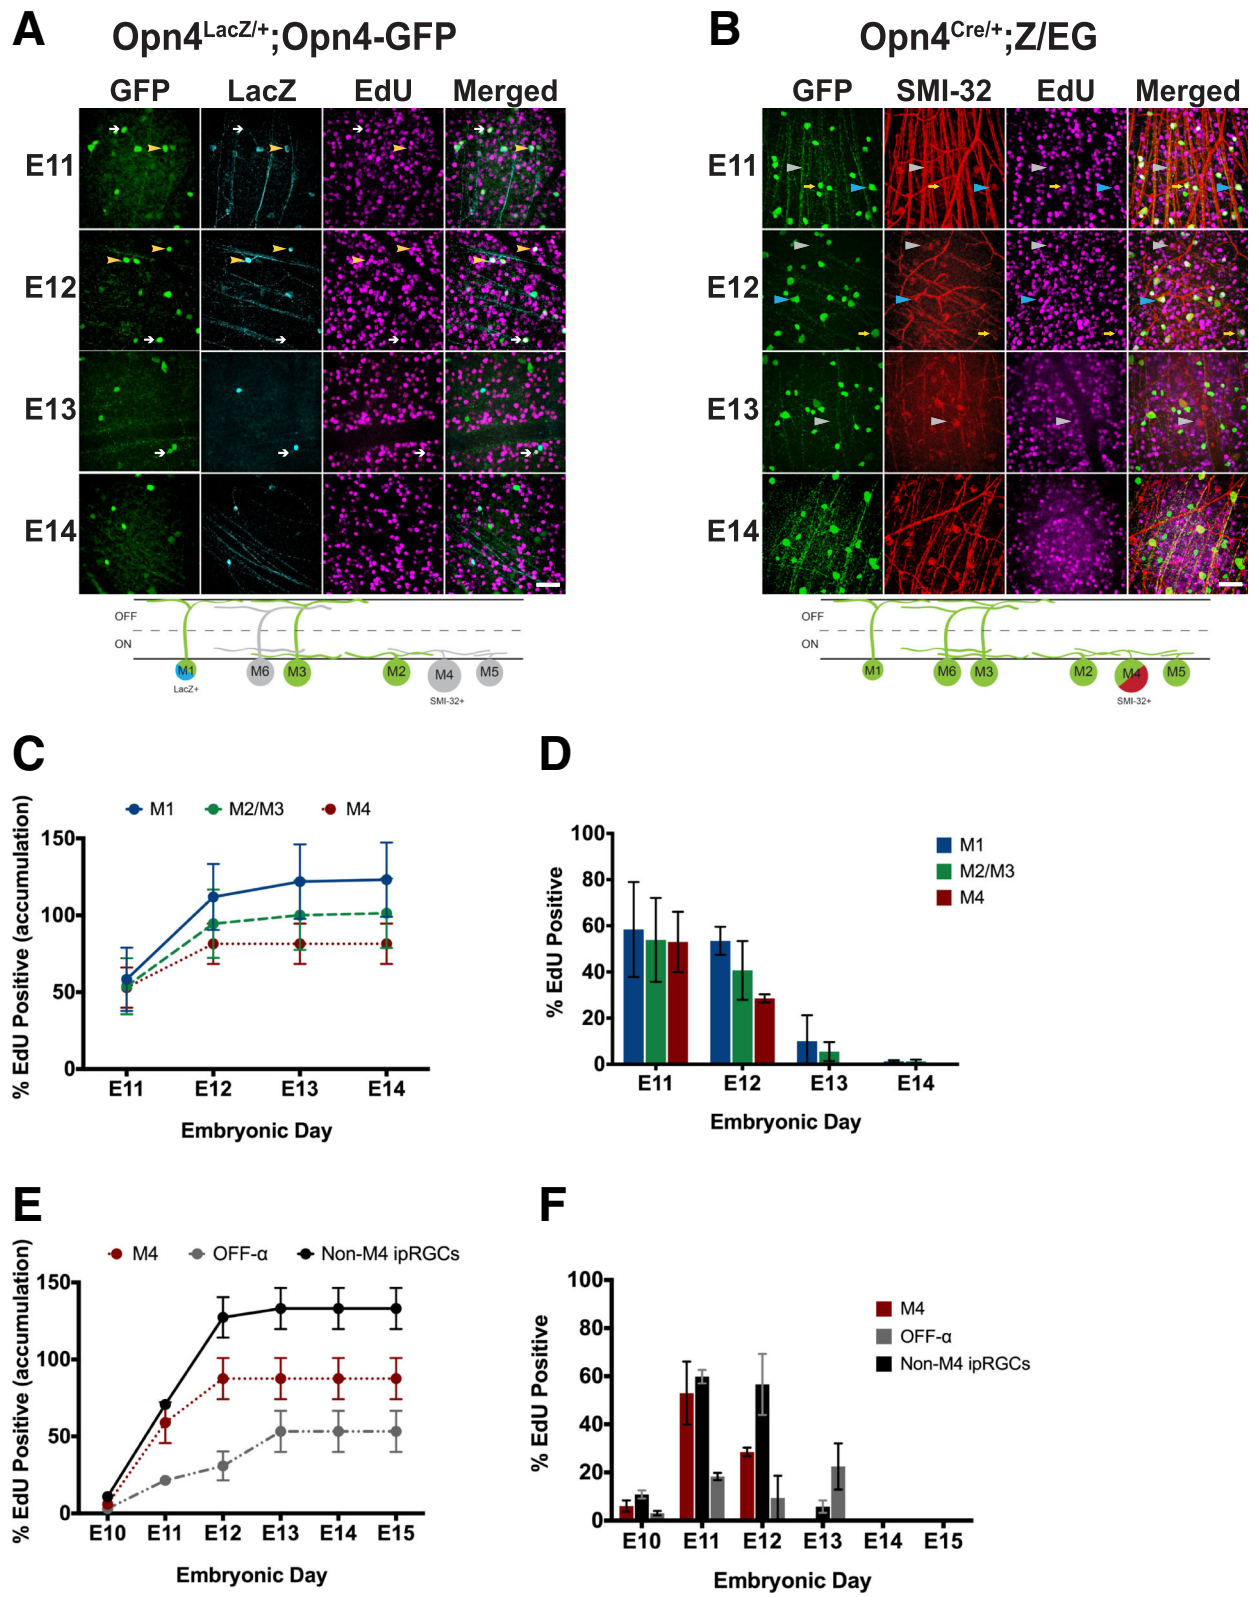 A
Opn4LacZ/+;Opn4-GFP
GFP LacZ EdU Merged
E11
E12
E13
E14
OFF
ON
M1 M6 M3 M2 M4 M5
LacZ+
SMI-32+
B
Opn4Cre/+;Z/EG
GFP SMI-32 EdU Merged
E11
E12
E13
E14
OFF
ON
M1 M6 M3 M2 M4 M5
SMI-32+
C
M1 M2/M3 M4
% EdU Positive (accumulation)
150
100
50
0
E11 E12 E13 E14
Embryonic Day
D
M1
M2/M3
M4
% EdU Positive
100
80
60
40
20
0
E11 E12 E13 E14
Embryonic Day
E
M4 OFF-α Non-M4 ipRGCs
% EdU Positive (accumulation)
150
100
50
0
E10 E11 E12 E13 E14 E15
Embryonic Day
F
M4
OFF-α
Non-M4 ipRGCs
% EdU Positive
100
80
60
40
20
0
E10 E11 E12 E13 E14 E15
Embryonic Day